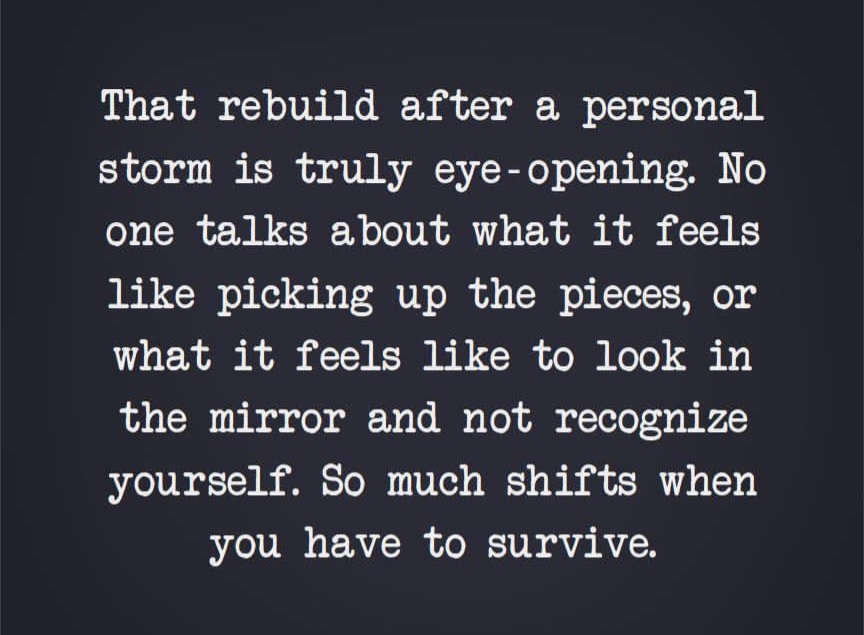 That rebuild after a personal
storm is truly eye-opening. No
one talks about what it feels
like picking up the pieces, or
what it feels like to look in
the mirror and not recognize
yourself. So much shifts when
you have to survive.